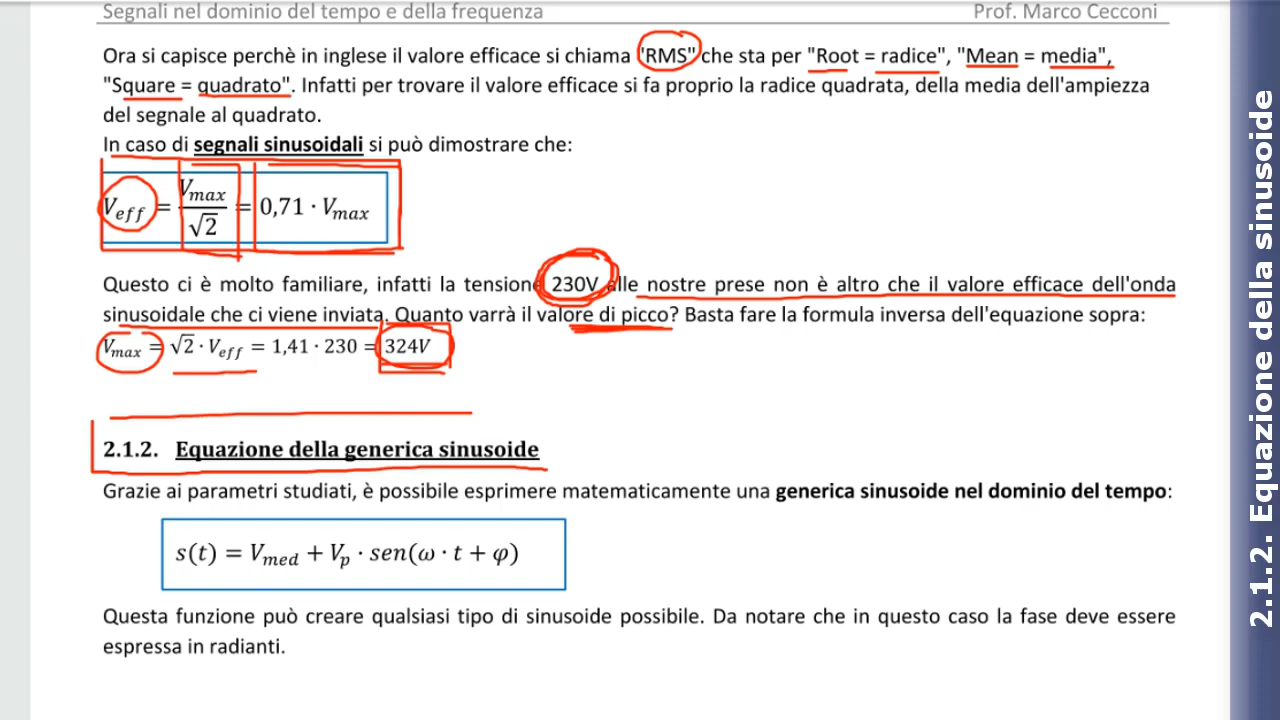 Segnali nel dominio del tempo e della frequenza Prof. Marco Cecconi
Ora si capisce perchè in inglese il valore efficace si chiama "RMS" che sta per "Root = radice", "Mean = media",
"Square = quadrato". Infatti per trovare il valore efficace si fa proprio la radice quadrata, della media dell'ampiezza
del segnale al quadrato.
In caso di segnali sinusoidali si può dimostrare che:
V_eff = V_max / √2 = 0,71 · V_max
Questo ci è molto familiare, infatti la tensione 230V alle nostre prese non è altro che il valore efficace dell'onda
sinusoidale che ci viene inviata. Quanto varrà il valore di picco? Basta fare la formula inversa dell'equazione sopra:
V_max = √2 · V_eff = 1,41 · 230 = 324V
2.1.2. Equazione della generica sinusoide
Grazie ai parametri studiati, è possibile esprimere matematicamente una generica sinusoide nel dominio del tempo:
s(t) = V_med + V_p · sen(ω · t + φ)
Questa funzione può creare qualsiasi tipo di sinusoide possibile. Da notare che in questo caso la fase deve essere
espressa in radianti.
2.1.2. Equazione della sinusoide